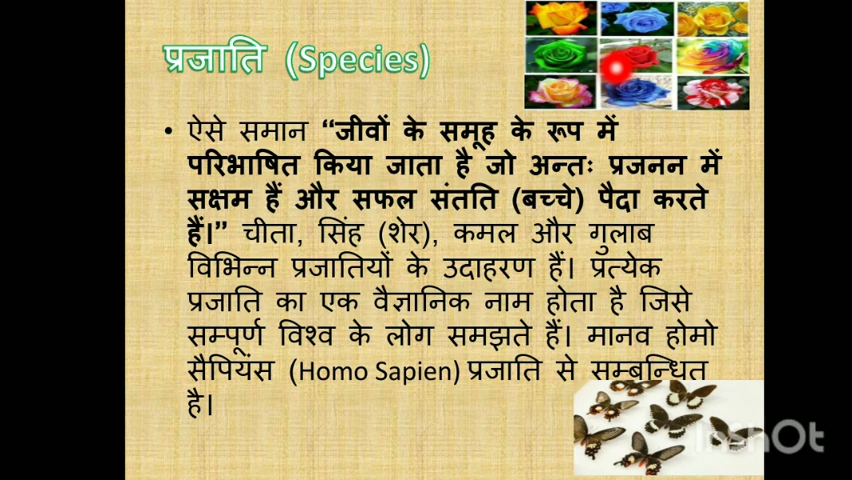 प्रजाति (Species)
• ऐसे समान “जीवों के समूह के रूप में
परिभाषित किया जाता है जो अन्तः प्रजनन में
सक्षम हैं और सफल संतति (बच्चे) पैदा करते
हैं।” चीता, सिंह (शेर), कमल और गुलाब
विभिन्न प्रजातियों के उदाहरण हैं। प्रत्येक
प्रजाति का एक वैज्ञानिक नाम होता है जिसे
सम्पूर्ण विश्व के लोग समझते हैं। मानव होमो
सैपियेंस (Homo Sapien) प्रजाति से सम्बन्धित
है।
InShOt